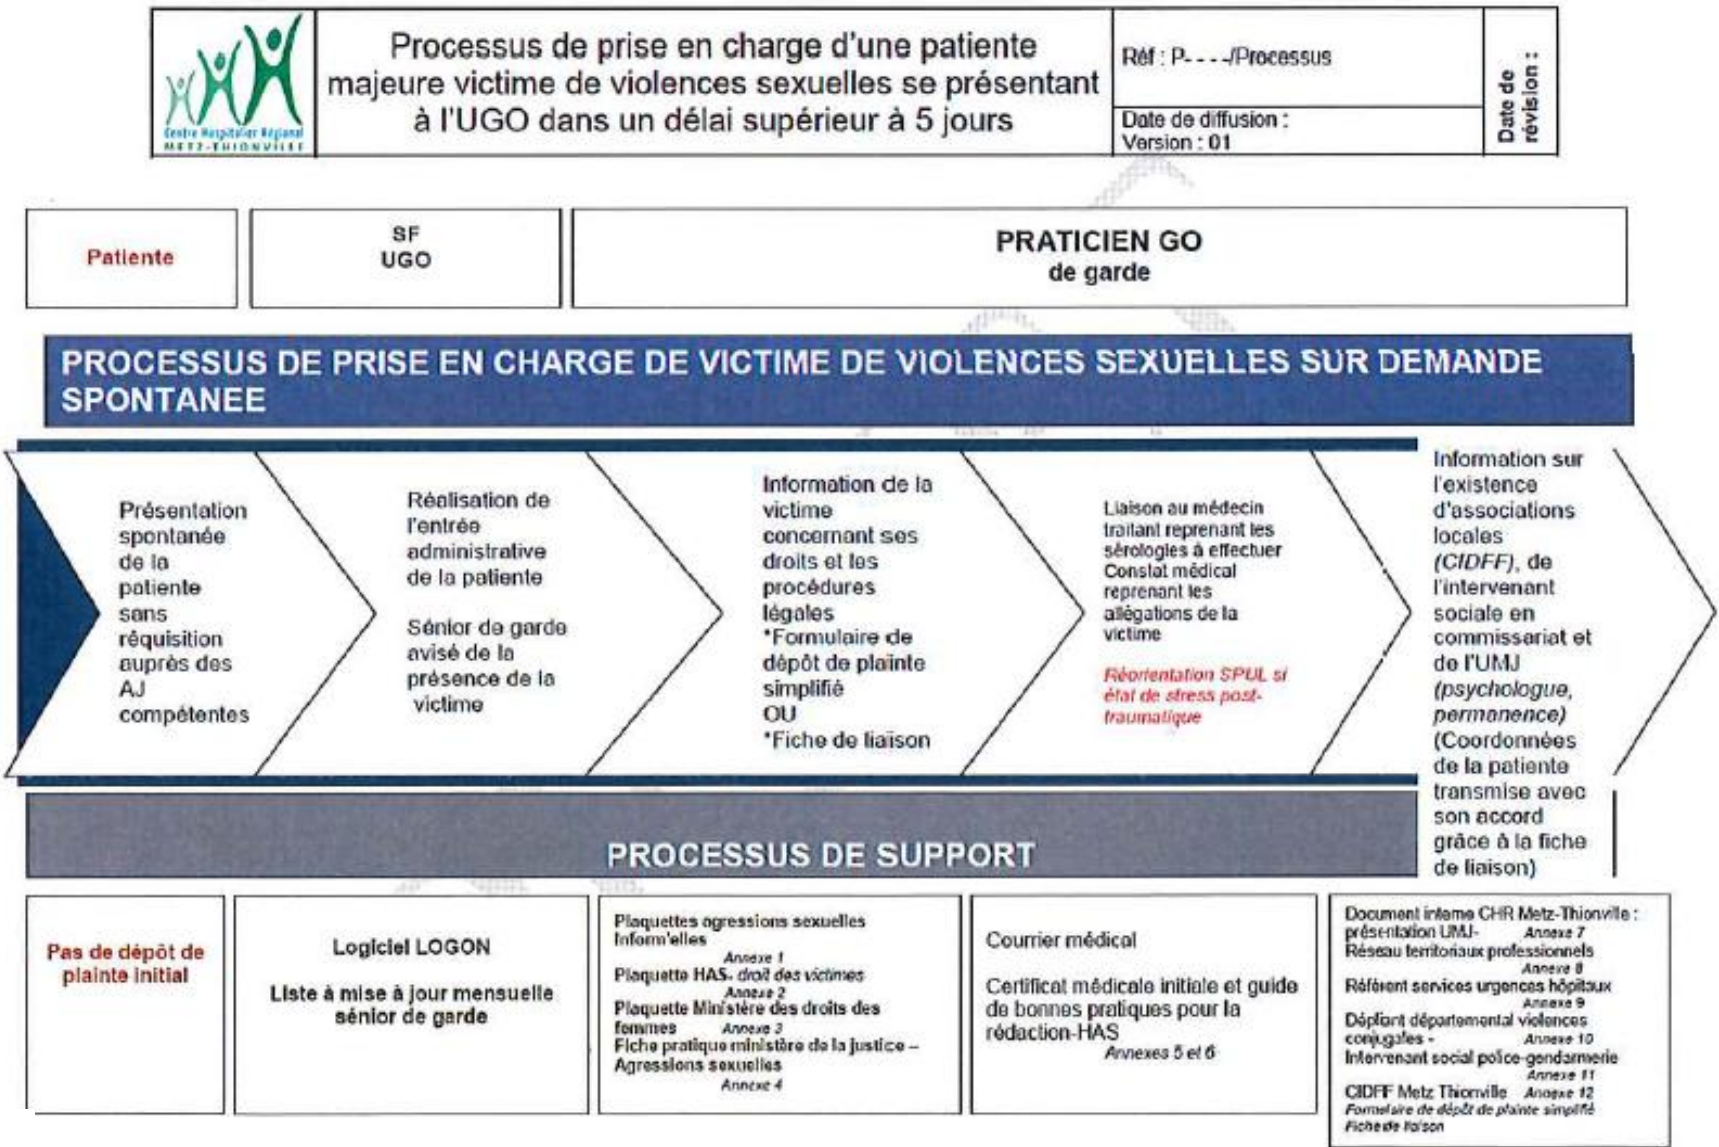 Centre Hospitalier Régional
METZ-THIONVILLE
Processus de prise en charge d'une patiente
majeure victime de violences sexuelles se présentant
à l'UGO dans un délai supérieur à 5 jours
Réf : P- - - -/Processus
Date de diffusion :
Version : 01
Date de
révision :
Patiente
SF
UGO
PRATICIEN GO
de garde
PROCESSUS DE PRISE EN CHARGE DE VICTIME DE VIOLENCES SEXUELLES SUR DEMANDE
SPONTANEE
Présentation
spontanée
de la
patiente
sans
réquisition
auprès des
AJ
compétentes
Réalisation de
l'entrée
administrative
de la patiente
Sénior de garde
avisé de la
présence de la
victime
Information de la
victime
concernant ses
droits et les
procédures
légales
*Formulaire de
dépôt de plainte
simplifié
OU
*Fiche de liaison
Liaison au médecin
traitant reprenant les
sérologies à effectuer
Constat médical
reprenant les
allégations de la
victime
Réorientation SPUL si
état de stress post-
traumatique
Information sur
l'existence
d'associations
locales
(CIDFF), de
l'intervenant
sociale en
commissariat et
de l'UMJ
(psychologue,
permanence)
(Coordonnées
de la patiente
transmise avec
son accord
grâce à la fiche
de liaison)
PROCESSUS DE SUPPORT
Pas de dépôt de
plainte initial
Logiciel LOGON
Liste à mise à jour mensuelle
sénior de garde
Plaquettes agressions sexuelles
Inform'elles
Annexe 1
Plaquette HAS- droit des victimes
Annexe 2
Plaquette Ministère des droits des
femmes Annexe 3
Fiche pratique ministère de la justice –
Agressions sexuelles
Annexe 4
Courrier médical
Certificat médicale initiale et guide
de bonnes pratiques pour la
rédaction-HAS
Annexes 5 et 6
Document interne CHR Metz-Thionville :
présentation UMJ- Annexe 7
Réseau territoriaux professionnels
Annexe 8
Référent services urgences hôpitaux
Annexe 9
Dépliant départemental violences
conjugales - Annexe 10
Intervenant social police-gendarmerie
Annexe 11
CIDFF Metz Thionville Annexe 12
Formulaire de dépôt de plainte simplifié
Fiche de liaison